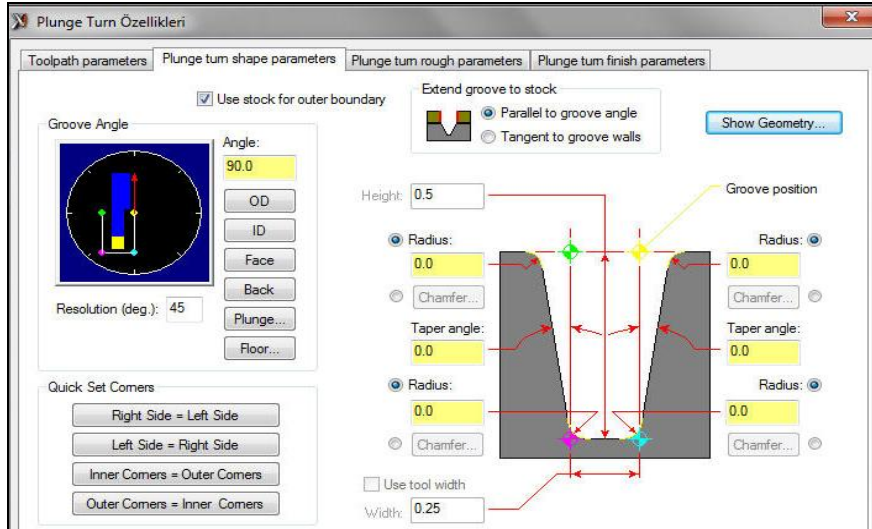 Plunge Turn Özellikleri
Toolpath parameters
Plunge turn shape parameters
Plunge turn rough parameters
Plunge turn finish parameters
Use stock for outer boundary
Extend groove to stock
Parallel to groove angle
Tangent to groove walls
Show Geometry...
Groove Angle
Angle:
90.0
OD
ID
Face
Back
Plunge...
Floor...
Resolution (deg.): 45
Quick Set Corners
Right Side = Left Side
Left Side = Right Side
Inner Corners = Outer Corners
Outer Corners = Inner Corners
Height: 0.5
Groove position
Radius:
0.0
Chamfer...
Taper angle:
0.0
Radius:
0.0
Chamfer...
Radius:
0.0
Chamfer...
Taper angle:
0.0
Radius:
0.0
Chamfer...
Use tool width
Width: 0.25